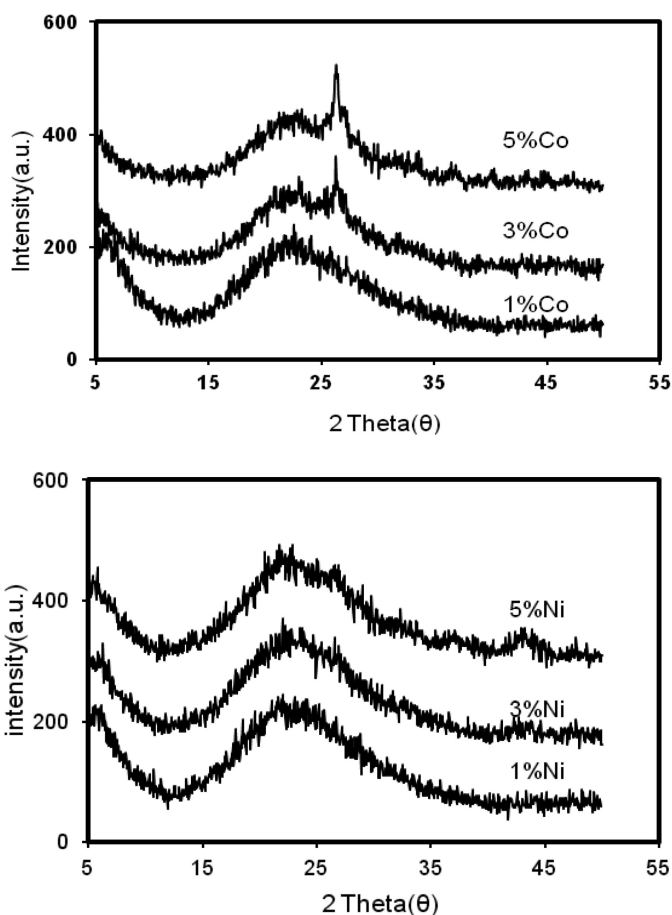 600
400
200
0
Intensity(a.u.)
5%Co
3%Co
1%Co
5 15 25 35 45 55
2 Theta(θ)
600
400
200
0
intensity(a.u.)
5%Ni
3%Ni
1%Ni
5 15 25 35 45 55
2 Theta(θ)